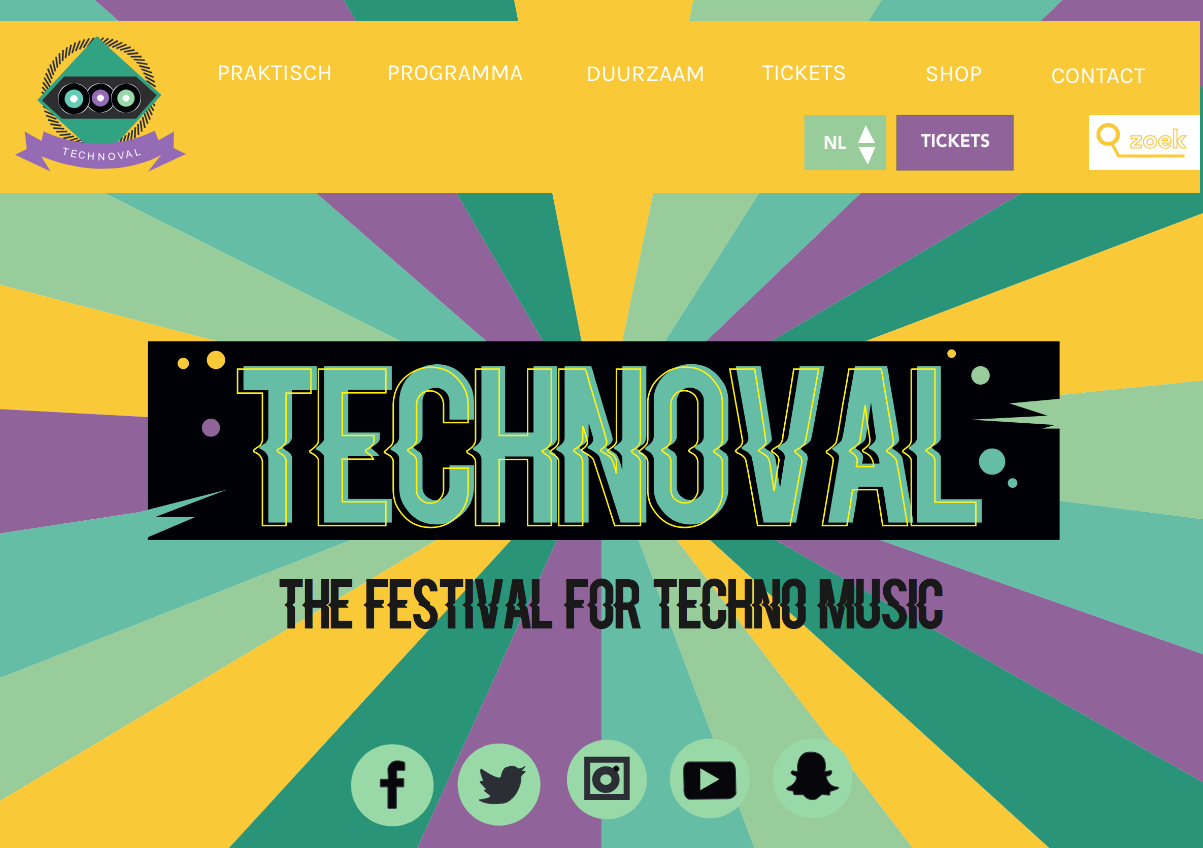 PRAKTISCH PROGRAMMA DUURZAAM TICKETS SHOP CONTACT
TECHNOVAL
NL TICKETS zoek
TECHNOVAL
THE FESTIVAL FOR TECHNO MUSIC